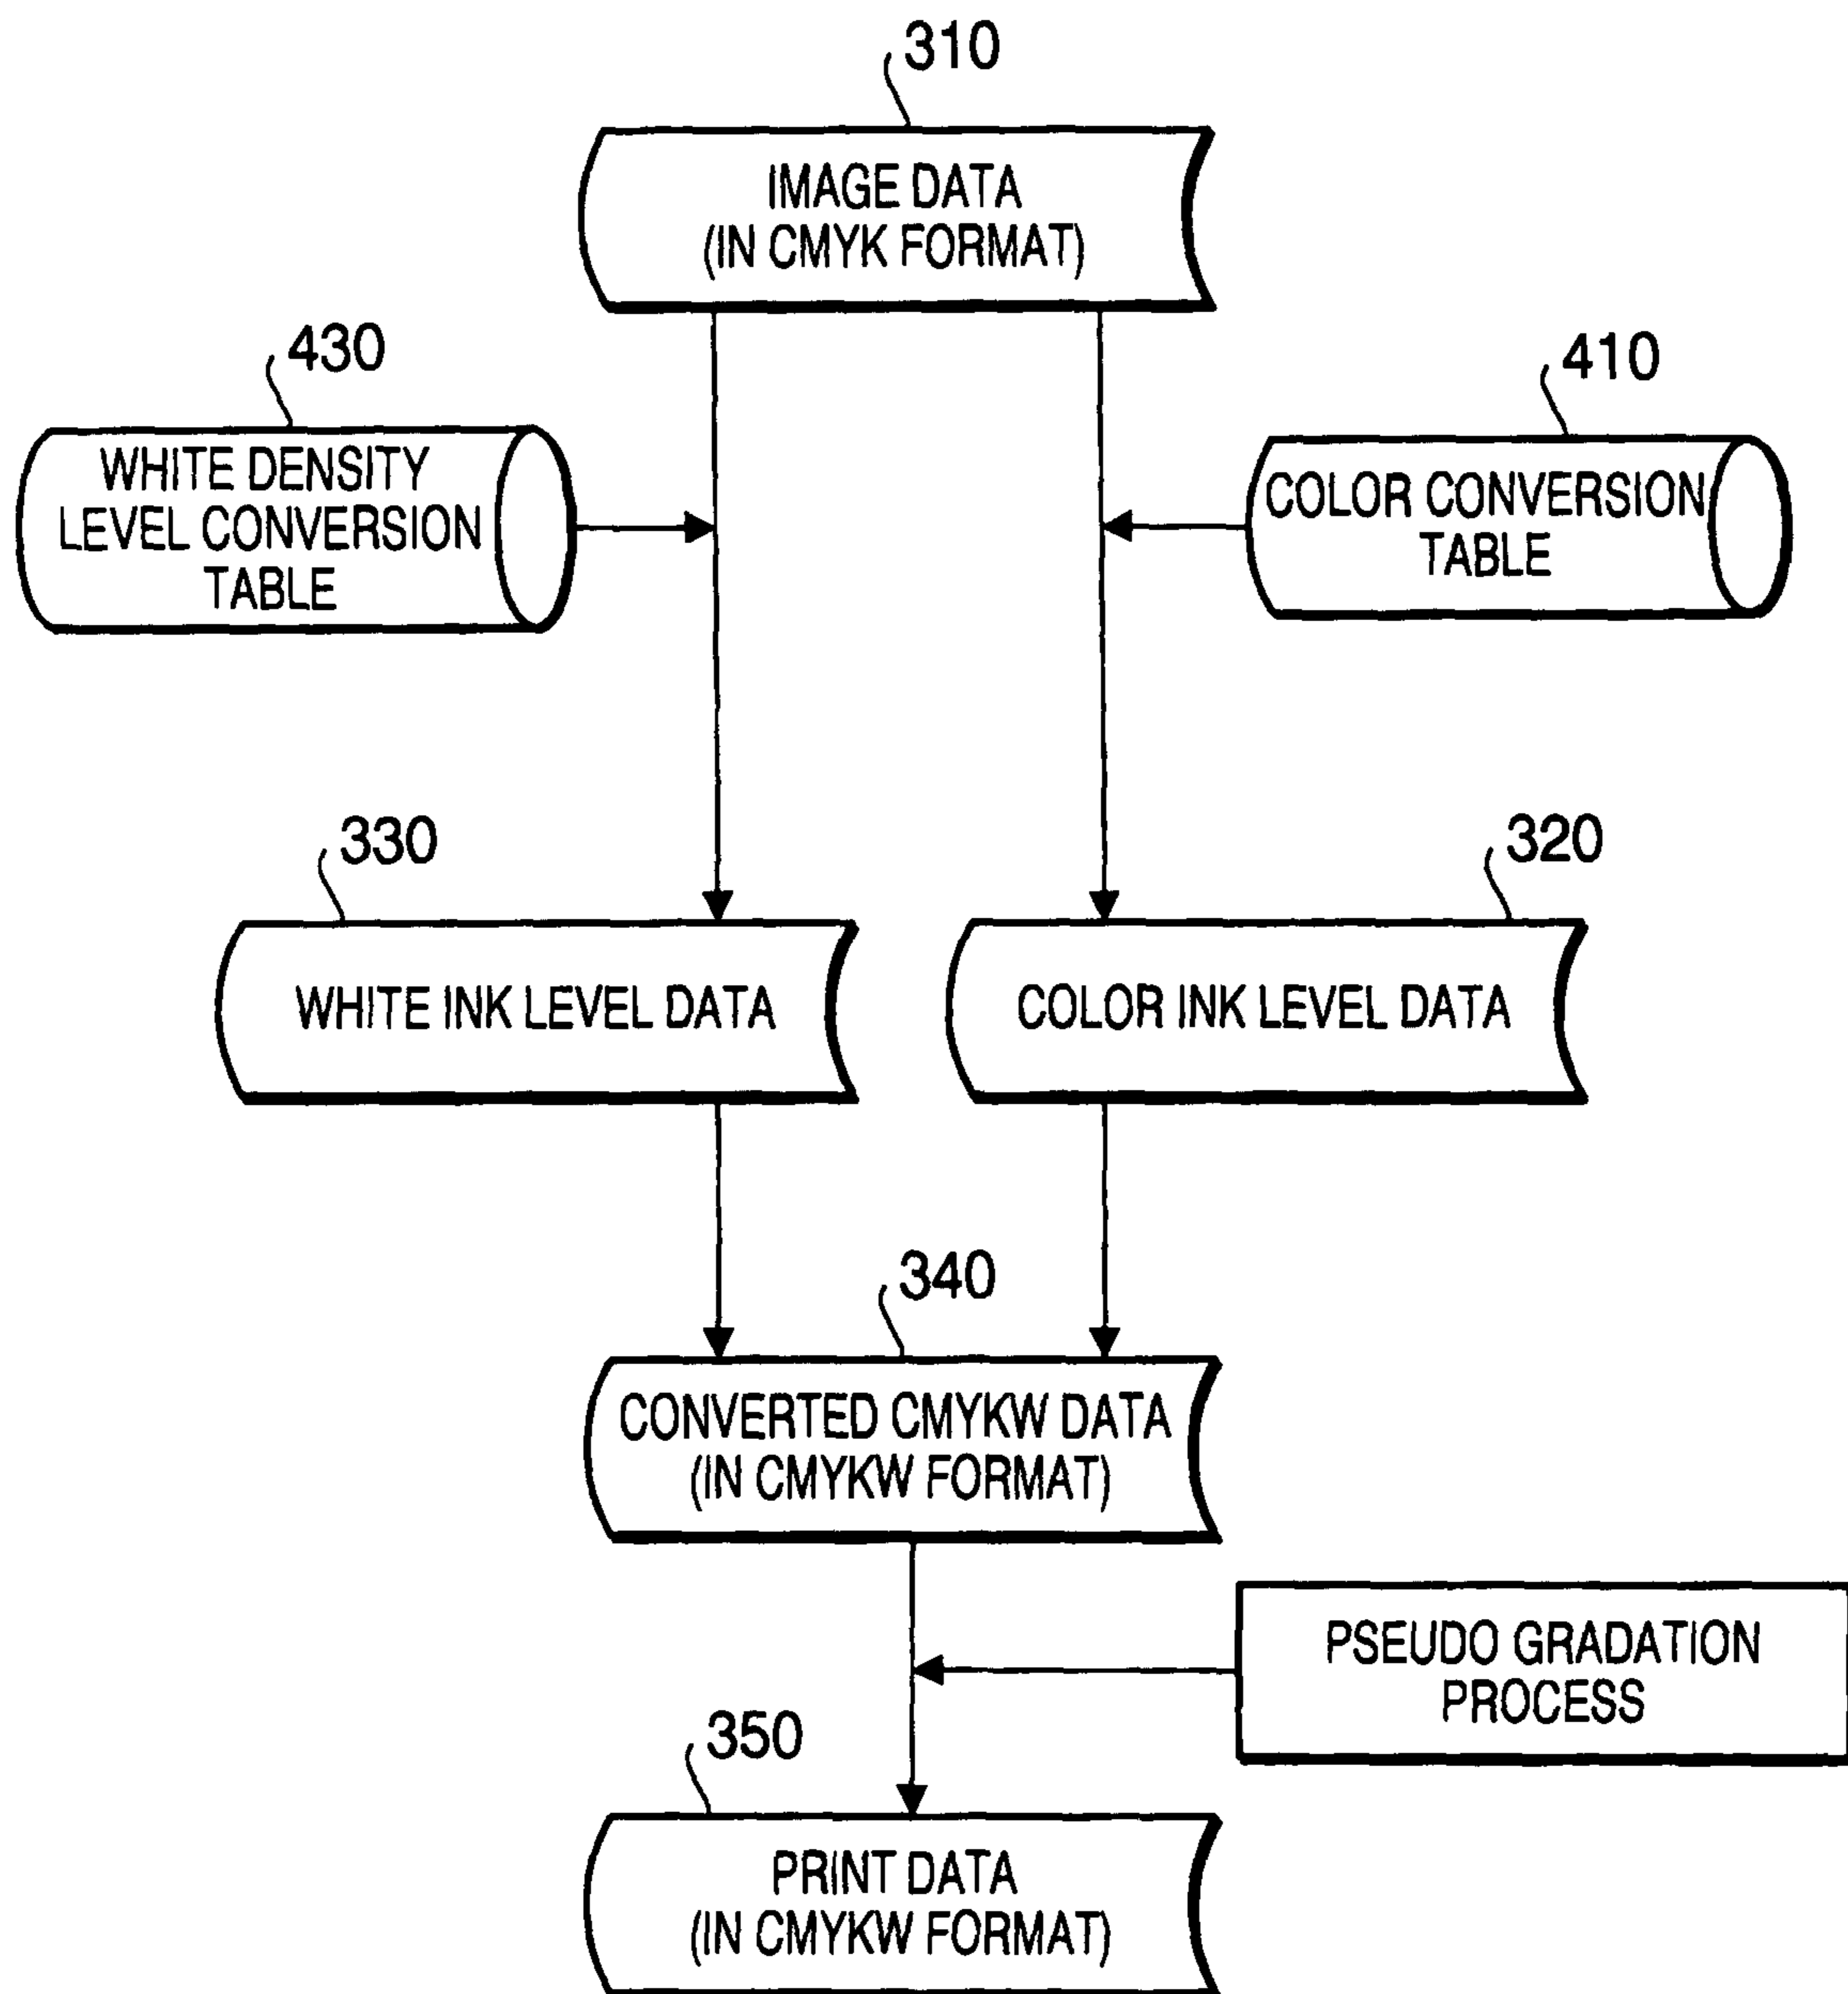 310
IMAGE DATA
(IN CMYK FORMAT)
430
WHITE DENSITY
LEVEL CONVERSION
TABLE
410
COLOR CONVERSION
TABLE
330
WHITE INK LEVEL DATA
320
COLOR INK LEVEL DATA
340
CONVERTED CMYKW DATA
(IN CMYKW FORMAT)
PSEUDO GRADATION
PROCESS
350
PRINT DATA
(IN CMYKW FORMAT)